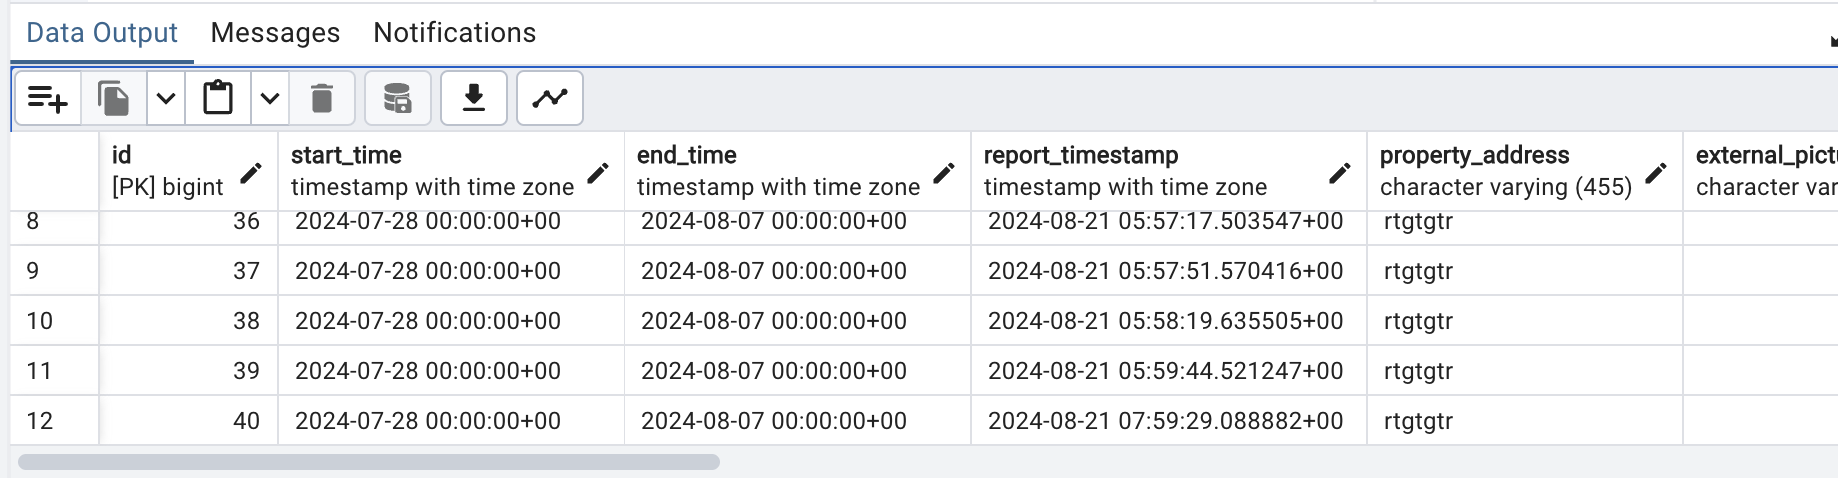 Data Output Messages Notifications
id start_time end_time report_timestamp property_address external_pictu
[PK] bigint timestamp with time zone timestamp with time zone timestamp with time zone character varying (455) character var
8 36 2024-07-28 00:00:00+00 2024-08-07 00:00:00+00 2024-08-21 05:57:17.503547+00 rtgtgtr
9 37 2024-07-28 00:00:00+00 2024-08-07 00:00:00+00 2024-08-21 05:57:51.570416+00 rtgtgtr
10 38 2024-07-28 00:00:00+00 2024-08-07 00:00:00+00 2024-08-21 05:58:19.635505+00 rtgtgtr
11 39 2024-07-28 00:00:00+00 2024-08-07 00:00:00+00 2024-08-21 05:59:44.521247+00 rtgtgtr
12 40 2024-07-28 00:00:00+00 2024-08-07 00:00:00+00 2024-08-21 07:59:29.088882+00 rtgtgtr